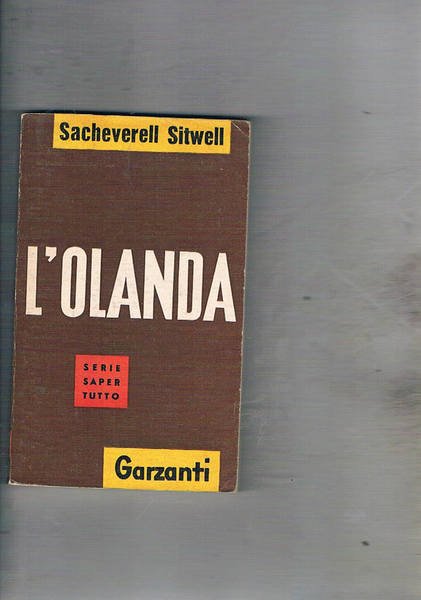 Sacheverell Sitwell
L'OLANDA
SERIE
SAPER
TUTTO
Garzanti